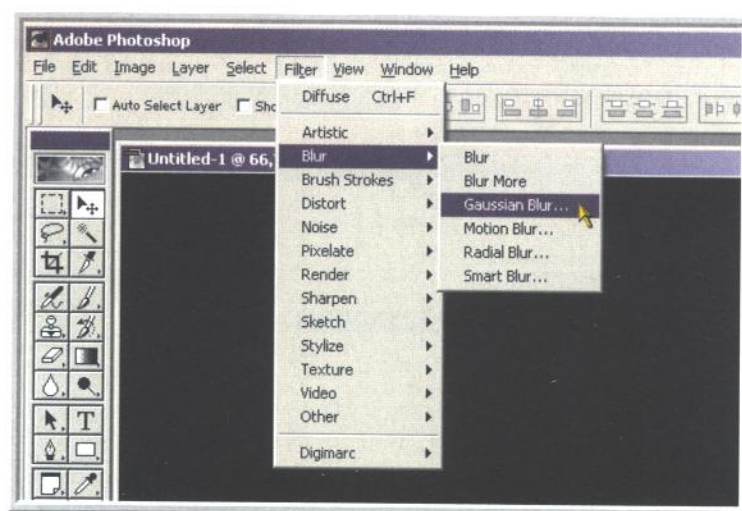 Adobe Photoshop
File Edit Image Layer Select Filter View Window Help
Auto Select Layer
Diffuse Ctrl+F
Untitled-1 @ 66,
Artistic
Blur
Brush Strokes
Distort
Noise
Pixelate
Render
Sharpen
Sketch
Stylize
Texture
Video
Other
Digimarc
Blur
Blur More
Gaussian Blur...
Motion Blur...
Radial Blur...
Smart Blur...
T